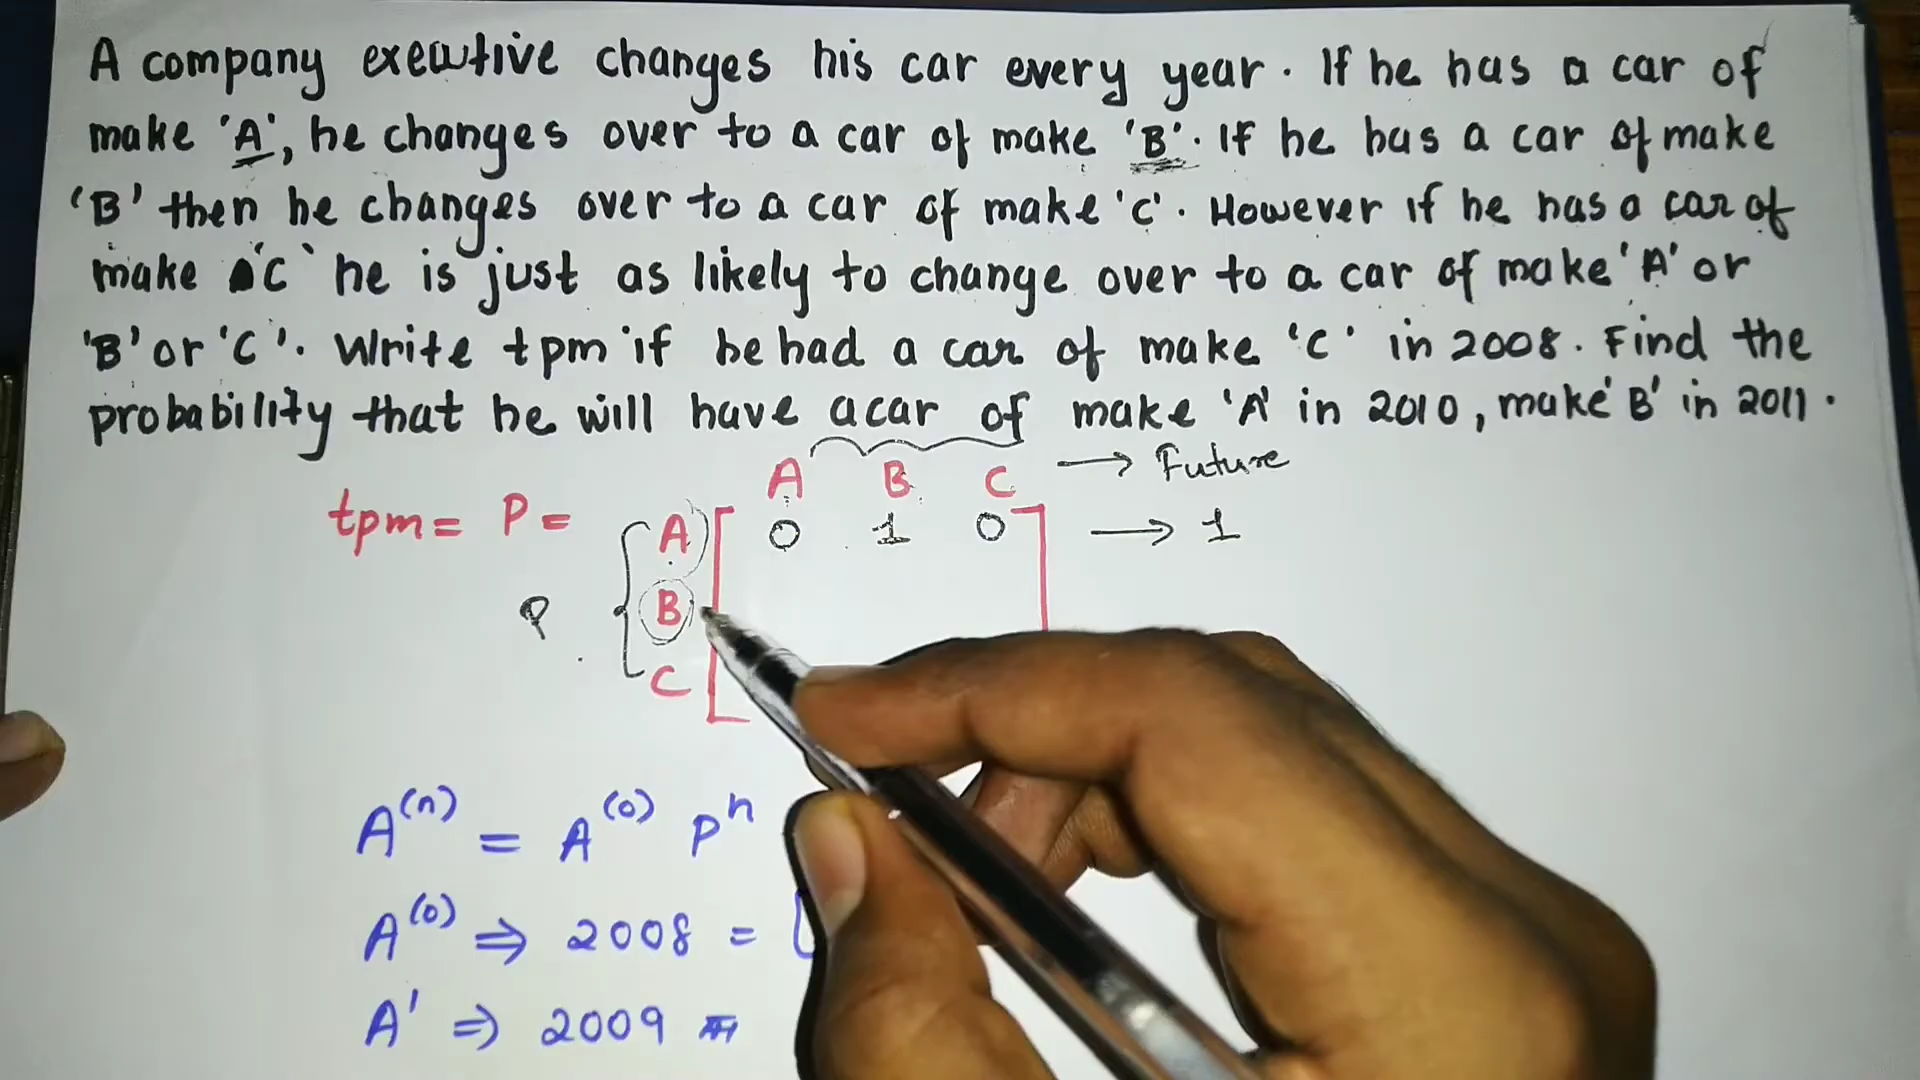 A company executive changes his car every year. If he has a car of
make 'A', he changes over to a car of make 'B'. If he has a car of make
'B' then he changes over to a car of make 'C'. However if he has a car of
make 'C' he is just as likely to change over to a car of make 'A' or
'B' or 'C'. Write tpm if he had a car of make 'C' in 2008. Find the
probability that he will have a car of make 'A' in 2010, make 'B' in 2011.
A B C → Future
tpm = P = A [ 0 1 0 ] → 1
P B
C
A(n) = A(0) Pn
A(0) ⇒ 2008 = [
A' ⇒ 2009